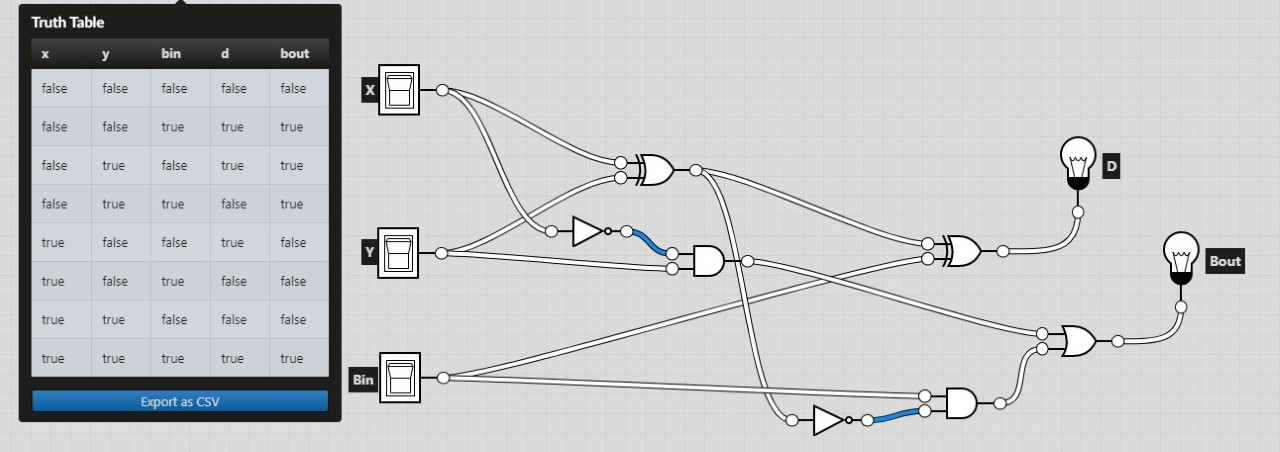 Truth Table
x y bin d bout
false false false false false
false false true true true
false true false true true
false true true false true
true false false true false
true false true false false
true true false false false
true true true true true
Export as CSV
X
Y
Bin
D
Bout